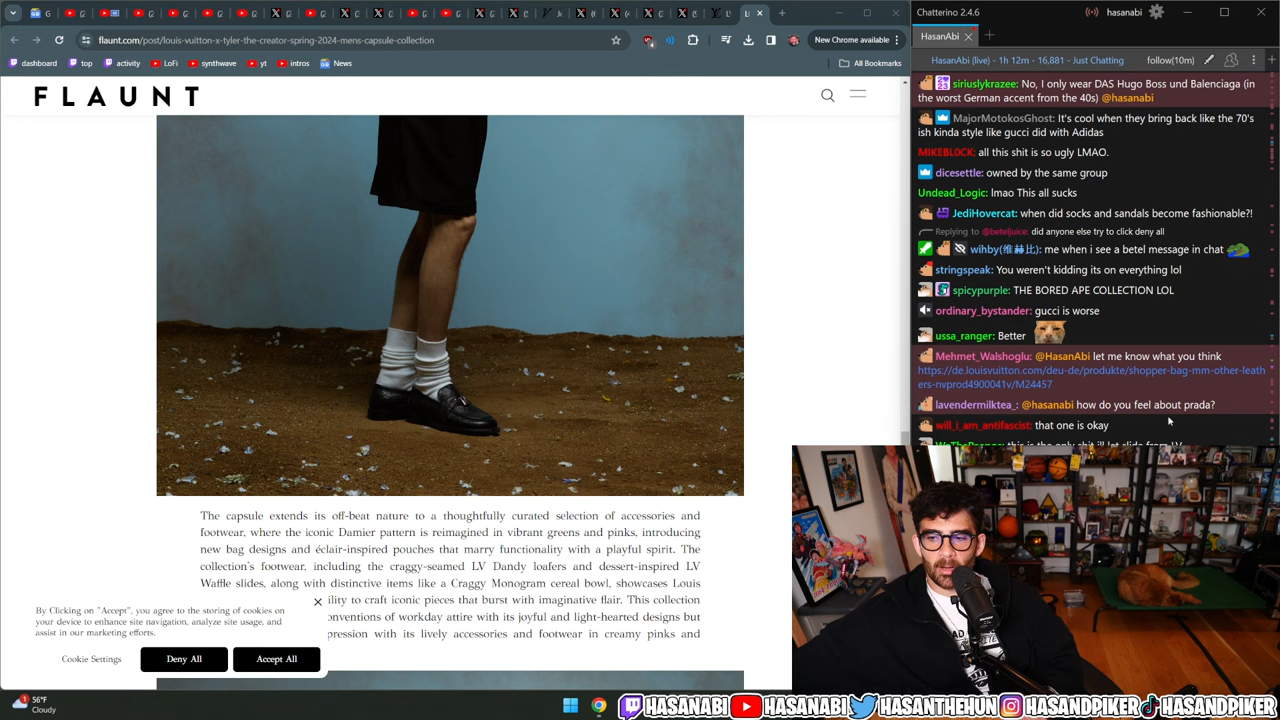 New Chrome available
flaunt.com/post/louis-vuitton-x-tyler-the-creator-spring-2024-mens-capsule-collection
dashboard
top
activity
LoFi
synthwave
yt
intros
News
All Bookmarks
FLAUNT
The capsule extends its off-beat nature to a thoughtfully curated selection of accessories and
footwear, where the iconic Damier pattern is reimagined in vibrant greens and pinks, introducing
new bag designs and éclair-inspired pouches that marry functionality with a playful spirit. The
collection's footwear, including the craggy-seamed LV Dandy loafers and dessert-inspired LV
Waffle slides, along with distinctive items like a Craggy Monogram cereal bowl, showcases Louis
ility to craft iconic pieces that burst with imaginative flair. This collection
onventions of workday attire with its joyful and light-hearted designs but
pression with its lively accessories and footwear in creamy pinks and
By Clicking on "Accept", you agree to the storing of cookies on
your device to enhance site navigation, analyze site usage, and
assist in our marketing efforts.
Cookie Settings
Deny All
Accept All
Chatterino 2.4.6
hasanabi
HasanAbi
HasanAbi (live) - 1h 12m - 16,881 - Just Chatting
follow(10m)
siriuslykrazee: No, I only wear DAS Hugo Boss und Balenciaga (in
the worst German accent from the 40s) @hasanabi
MajorMotokosGhost: It's cool when they bring back like the 70's
ish kinda style like gucci did with Adidas
MIKEBL0CK: all this shit is so ugly LMAO.
dicesettle: owned by the same group
Undead_Logic: lmao This all sucks
JediHovercat: when did socks and sandals become fashionable?!
Replying to @beteljuice: did anyone else try to click deny all
wihby(维赫比): me when i see a betel message in chat
stringspeak: You weren't kidding its on everything lol
spicypurple: THE BORED APE COLLECTION LOL
ordinary_bystander: gucci is worse
ussa_ranger: Better
Mehmet_Walshoglu: @HasanAbi let me know what you think
https://de.louisvuitton.com/deu-de/produkte/shopper-bag-mm-other-leath
ers-nvprod4900041v/M24457
lavendermilktea_: @hasanabi how do you feel about prada?
will_i_am_antifascist: that one is okay
56°F
Cloudy
HASANABI
HASANABI
HASANTHEHUN
HASANDPIKER
HASANDPIKER